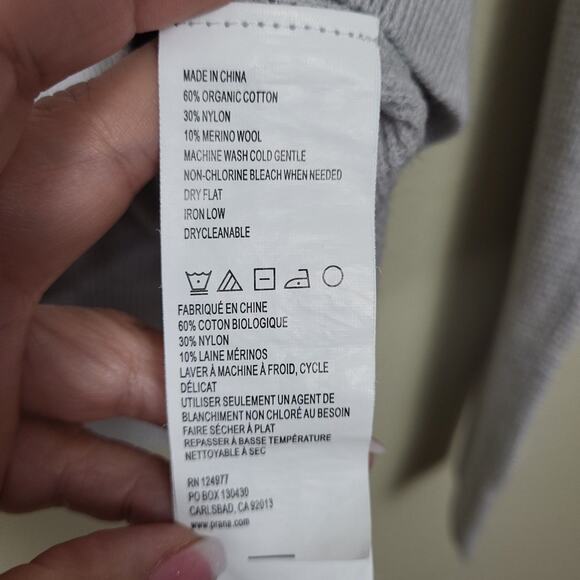 MADE IN CHINA
60% ORGANIC COTTON
30% NYLON
10% MERINO WOOL
MACHINE WASH COLD GENTLE
NON-CHLORINE BLEACH WHEN NEEDED
DRY FLAT
IRON LOW
DRYCLEANABLE
FABRIQUÉ EN CHINE
60% COTON BIOLOGIQUE
30% NYLON
10% LAINE MÉRINOS
LAVER À MACHINE À FROID, CYCLE
DÉLICAT
UTILISER SEULEMENT UN AGENT DE
BLANCHIMENT NON CHLORÉ AU BESOIN
FAIRE SÉCHER À PLAT
REPASSER À BASSE TEMPÉRATURE
NETTOYABLE À SEC
RN 124977
PO BOX 130430
CARLSBAD, CA 92013
www.prana.com